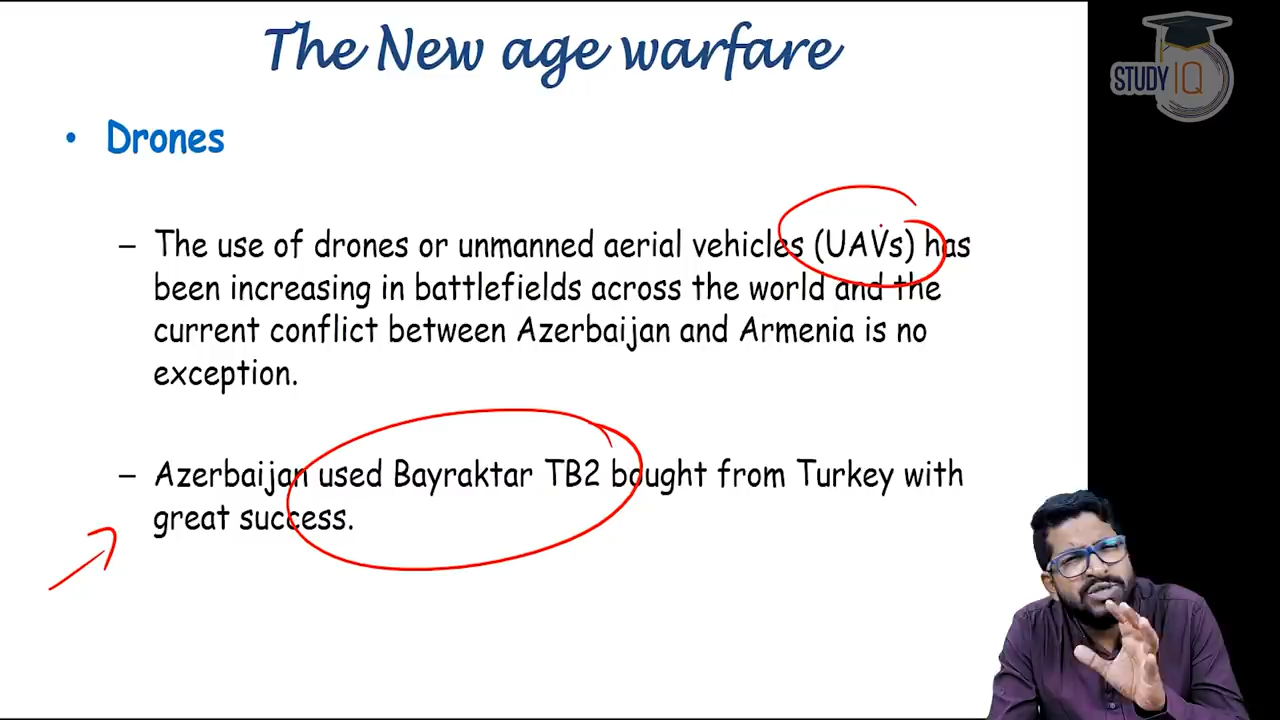 The New age warfare
STUDY IQ
• Drones
– The use of drones or unmanned aerial vehicles (UAVs) has
been increasing in battlefields across the world and the
current conflict between Azerbaijan and Armenia is no
exception.
– Azerbaijan used Bayraktar TB2 bought from Turkey with
great success.